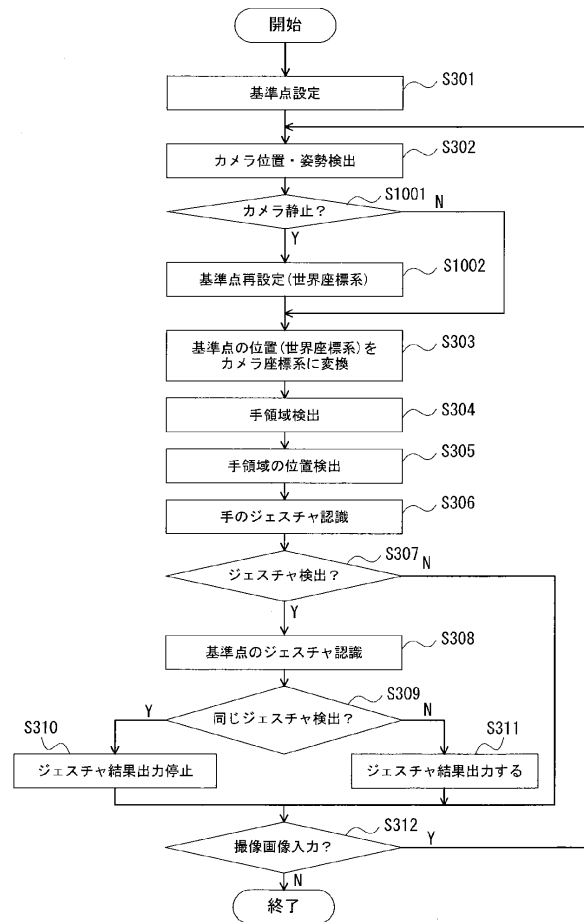 開始
基準点設定
S301
カメラ位置・姿勢検出
S302
カメラ静止?
S1001
N
Y
基準点再設定(世界座標系)
S1002
基準点の位置(世界座標系)を
カメラ座標系に変換
S303
手領域検出
S304
手領域の位置検出
S305
手のジェスチャ認識
S306
ジェスチャ検出?
S307
N
Y
基準点のジェスチャ認識
S308
同じジェスチャ検出?
S309
Y
N
S310
ジェスチャ結果出力停止
S311
ジェスチャ結果出力する
撮像画像入力?
S312
Y
N
終了